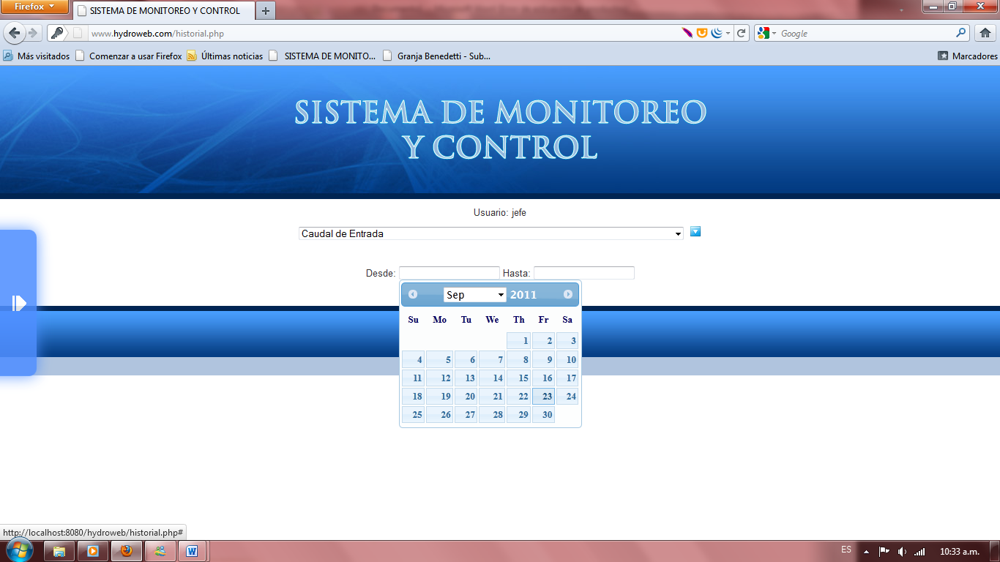 Firefox
SISTEMA DE MONITOREO Y CONTROL
www.hydroweb.com/historial.php
Google
Más visitados Comenzar a usar Firefox Últimas noticias SISTEMA DE MONITO... Granja Benedetti - Sub... Marcadores
SISTEMA DE MONITOREO
Y CONTROL
Usuario: jefe
Caudal de Entrada
Desde: Hasta:
Sep 2011
Su Mo Tu We Th Fr Sa
1 2 3
4 5 6 7 8 9 10
11 12 13 14 15 16 17
18 19 20 21 22 23 24
25 26 27 28 29 30
http://localhost:8080/hydroweb/historial.php#
ES 10:33 a.m.